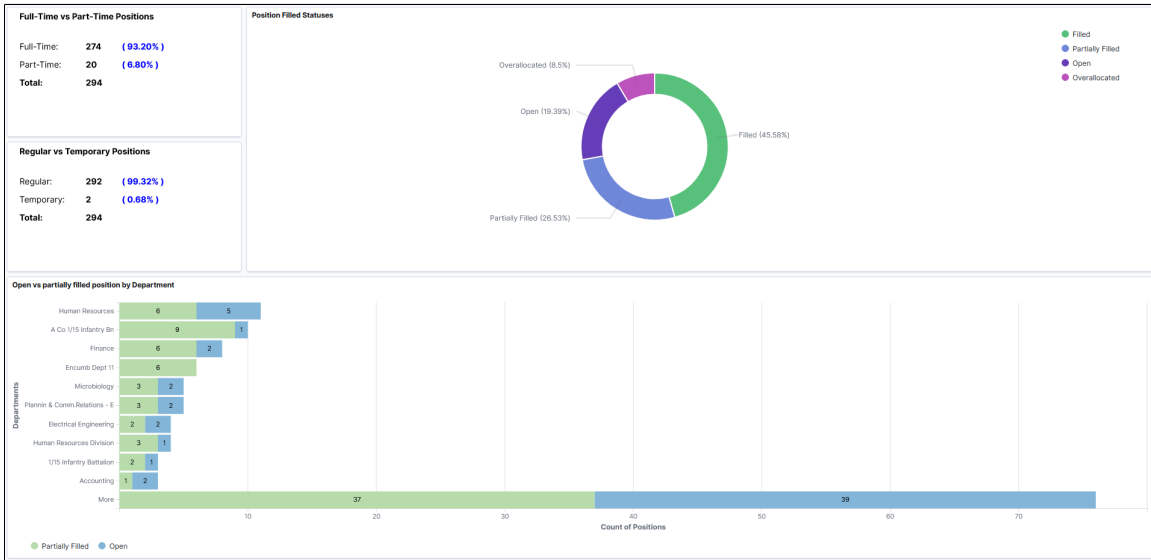 Full-Time vs Part-Time Positions
Full-Time: 274 ( 93.20% )
Part-Time: 20 ( 6.80% )
Total: 294
Regular vs Temporary Positions
Regular: 292 ( 99.32% )
Temporary: 2 ( 0.68% )
Total: 294
Position Filled Statuses
Overallocated (8.5%)
Open (19.39%)
Filled (45.58%)
Partially Filled (26.53%)
Filled
Partially Filled
Open
Overallocated
Open vs partially filled position by Department
Departments
Human Resources 6 5
A Co 1/15 Infantry Bn 9 1
Finance 6 2
Encumb Dept 11 6
Microbiology 3 2
Plannin & Comm.Relations - E 3 2
Electrical Engineering 2 2
Human Resources Division 3 1
1/15 Infantry Battalion 2 1
Accounting 1 2
More 37 39
10 20 30 40 50 60 70
Count of Positions
Partially Filled Open